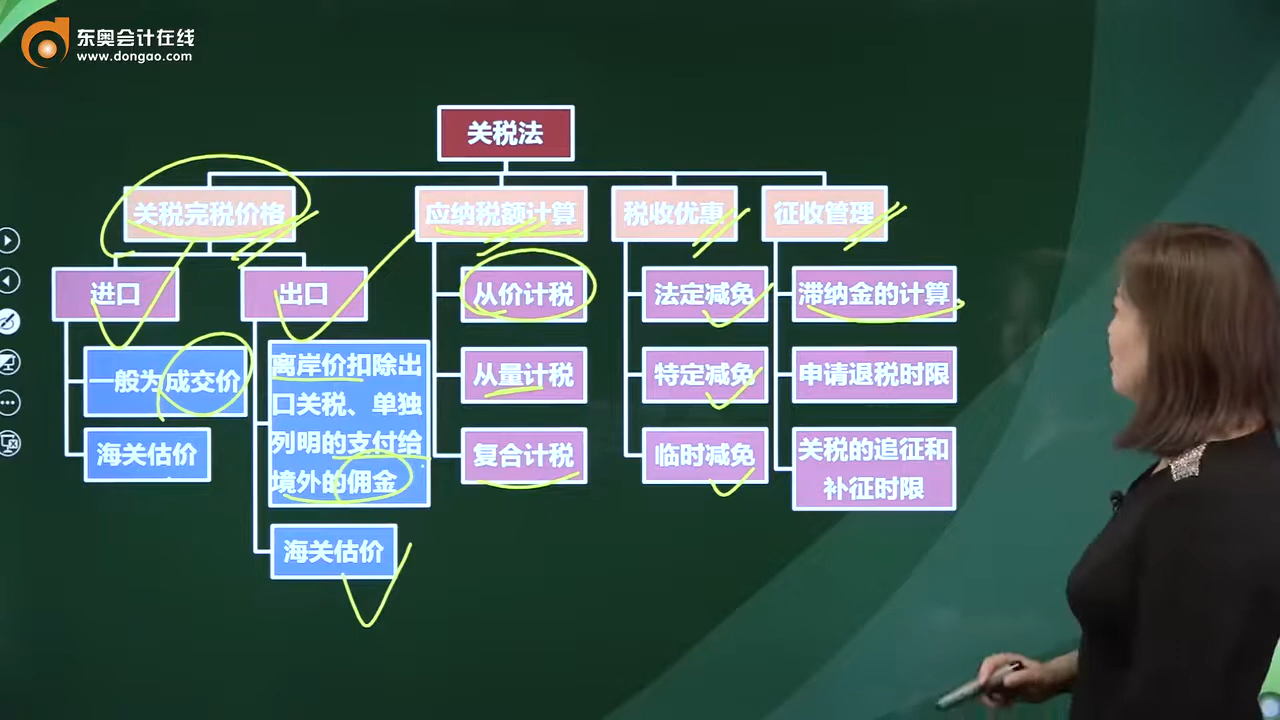 东奥会计在线
www.dongao.com
关税法
关税完税价格
应纳税额计算
税收优惠
征收管理
进口
出口
从价计税
法定减免
滞纳金的计算
一般为成交价
离岸价扣除出
口关税、单独
列明的支付给
境外的佣金
从量计税
特定减免
申请退税时限
海关估价
复合计税
临时减免
关税的追征和
补征时限
海关估价